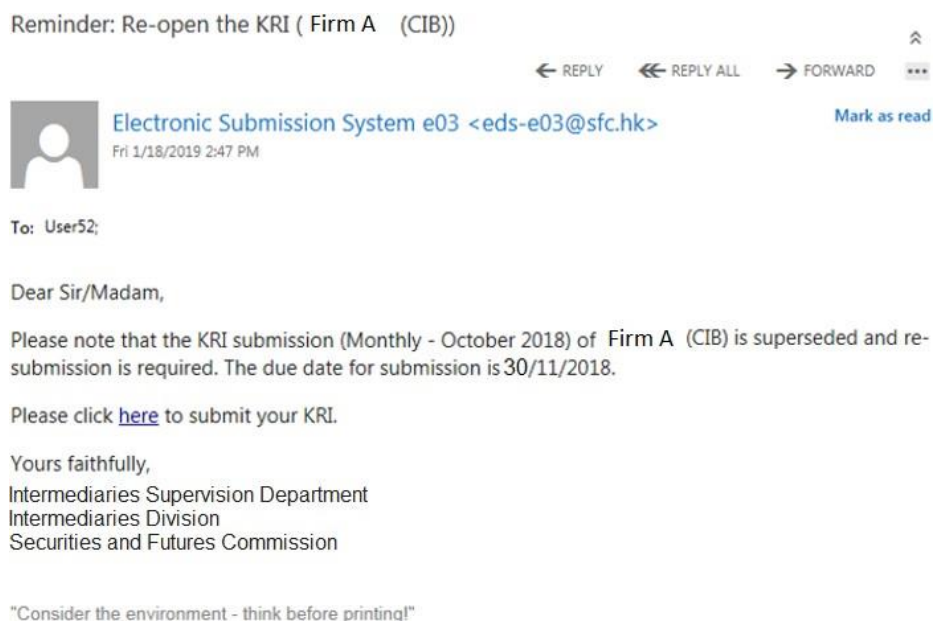 Reminder: Re-open the KRI ( Firm A (CIB))
REPLY REPLY ALL FORWARD ...
Electronic Submission System e03 <eds-e03@sfc.hk>
Mark as read
Fri 1/18/2019 2:47 PM
To: User52;
Dear Sir/Madam,
Please note that the KRI submission (Monthly - October 2018) of Firm A (CIB) is superseded and re-
submission is required. The due date for submission is 30/11/2018.
Please click here to submit your KRI.
Yours faithfully,
Intermediaries Supervision Department
Intermediaries Division
Securities and Futures Commission
"Consider the environment - think before printing!"